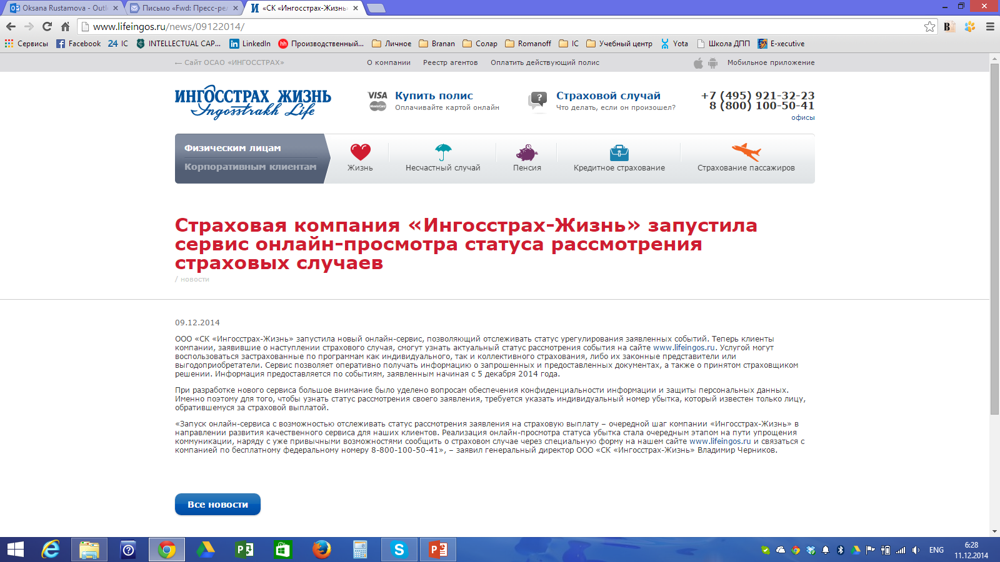 Oksana Rustamova - Outl
Письмо «Fwd: Пресс-рел
«СК «Ингосстрах-Жизнь»
www.lifeingos.ru/news/09122014/
Сервисы Facebook 24 IC INTELLECTUAL CAP... LinkedIn hh Производственный... Личное Branan Солар Romanoff IC Учебный центр Yota Школа ДПП E-xecutive
← Сайт ОСАО «ИНГОССТРАХ» О компании Реестр агентов Оплатить действующий полис Мобильное приложение
ИНГОССТРАХ ЖИЗНЬ
Ingosstrakh Life
VISA
MasterCard
Купить полис
Оплачивайте картой онлайн
Страховой случай
Что делать, если он произошел?
+7 (495) 921-32-23
8 (800) 100-50-41
офисы
Физическим лицам
Корпоративным клиентам
Жизнь
Несчастный случай
Пенсия
Кредитное страхование
Страхование пассажиров
Страховая компания «Ингосстрах-Жизнь» запустила
сервис онлайн-просмотра статуса рассмотрения
страховых случаев
/ новости
09.12.2014
ООО «СК «Ингосстрах-Жизнь» запустила новый онлайн-сервис, позволяющий отслеживать статус урегулирования заявленных событий. Теперь клиенты
компании, заявившие о наступлении страхового случая, смогут узнать актуальный статус рассмотрения события на сайте www.lifeingos.ru. Услугой могут
воспользоваться застрахованные по программам как индивидуального, так и коллективного страхования, либо их законные представители или
выгодоприобретатели. Сервис позволяет оперативно получать информацию о запрошенных и предоставленных документах, а также о принятом страховщиком
решении. Информация предоставляется по событиям, заявленным начиная с 5 декабря 2014 года.
При разработке нового сервиса большое внимание было уделено вопросам обеспечения конфиденциальности информации и защиты персональных данных.
Именно поэтому для того, чтобы узнать статус рассмотрения своего заявления, требуется указать индивидуальный номер убытка, который известен только лицу,
обратившемуся за страховой выплатой.
«Запуск онлайн-сервиса с возможностью отслеживать статус рассмотрения заявления на страховую выплату – очередной шаг компании «Ингосстрах-Жизнь» в
направлении развития качественного сервиса для наших клиентов. Реализация онлайн-просмотра статуса убытка стала очередным этапом на пути упрощения
коммуникации, наряду с уже привычными возможностями сообщить о страховом случае через специальную форму на нашем сайте www.lifeingos.ru и связаться с
компанией по бесплатному федеральному номеру 8-800-100-50-41», – заявил генеральный директор ООО «СК «Ингосстрах-Жизнь» Владимир Черников.
Все новости
ENG
6:28
11.12.2014